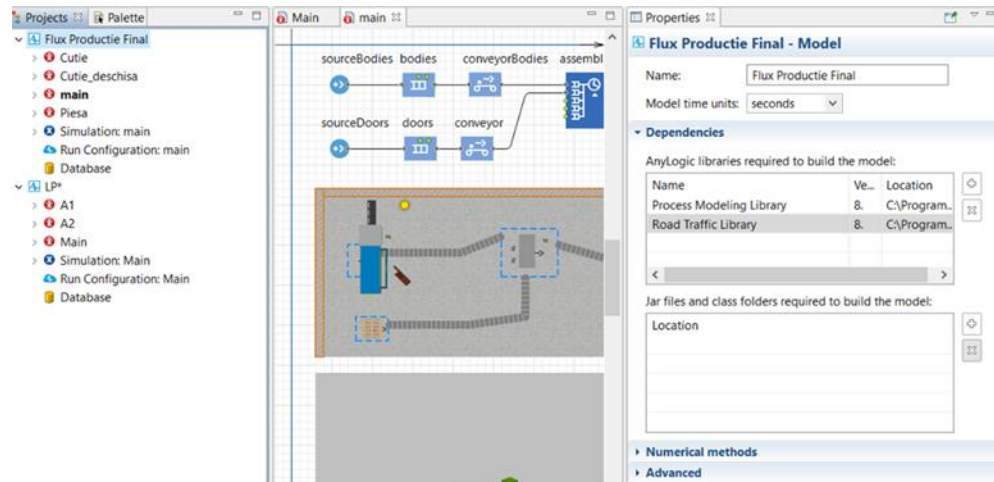 Projects
Palette
Flux Productie Final
Cutie
Cutie_deschisa
main
Piesa
Simulation: main
Run Configuration: main
Database
LP*
A1
A2
Main
Simulation: Main
Run Configuration: Main
Database
Main
main
sourceBodies bodies conveyorBodies assembl
sourceDoors doors conveyor
Properties
Flux Productie Final - Model
Name: Flux Productie Final
Model time units: seconds
Dependencies
AnyLogic libraries required to build the model:
Name Ve... Location
Process Modeling Library 8. C:\Program..
Road Traffic Library 8. C:\Program..
Jar files and class folders required to build the model:
Location
Numerical methods
Advanced